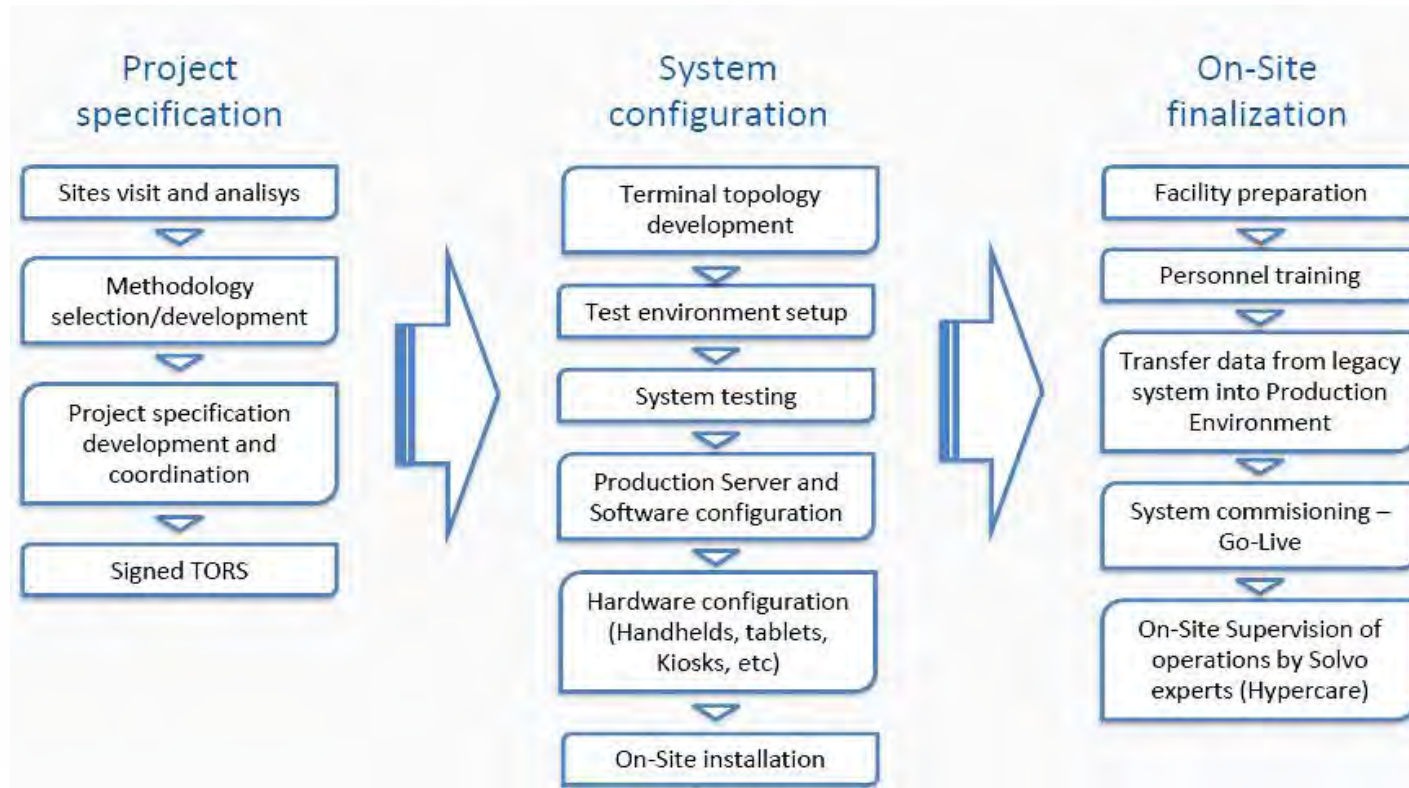 Project
specification
Sites visit and analisys
Methodology
selection/development
Project specification
development and
coordination
Signed TORS
System
configuration
Terminal topology
development
Test environment setup
System testing
Production Server and
Software configuration
Hardware configuration
(Handhelds, tablets,
Kiosks, etc)
On-Site installation
On-Site
finalization
Facility preparation
Personnel training
Transfer data from legacy
system into Production
Environment
System commisioning –
Go-Live
On-Site Supervision of
operations by Solvo
experts (Hypercare)